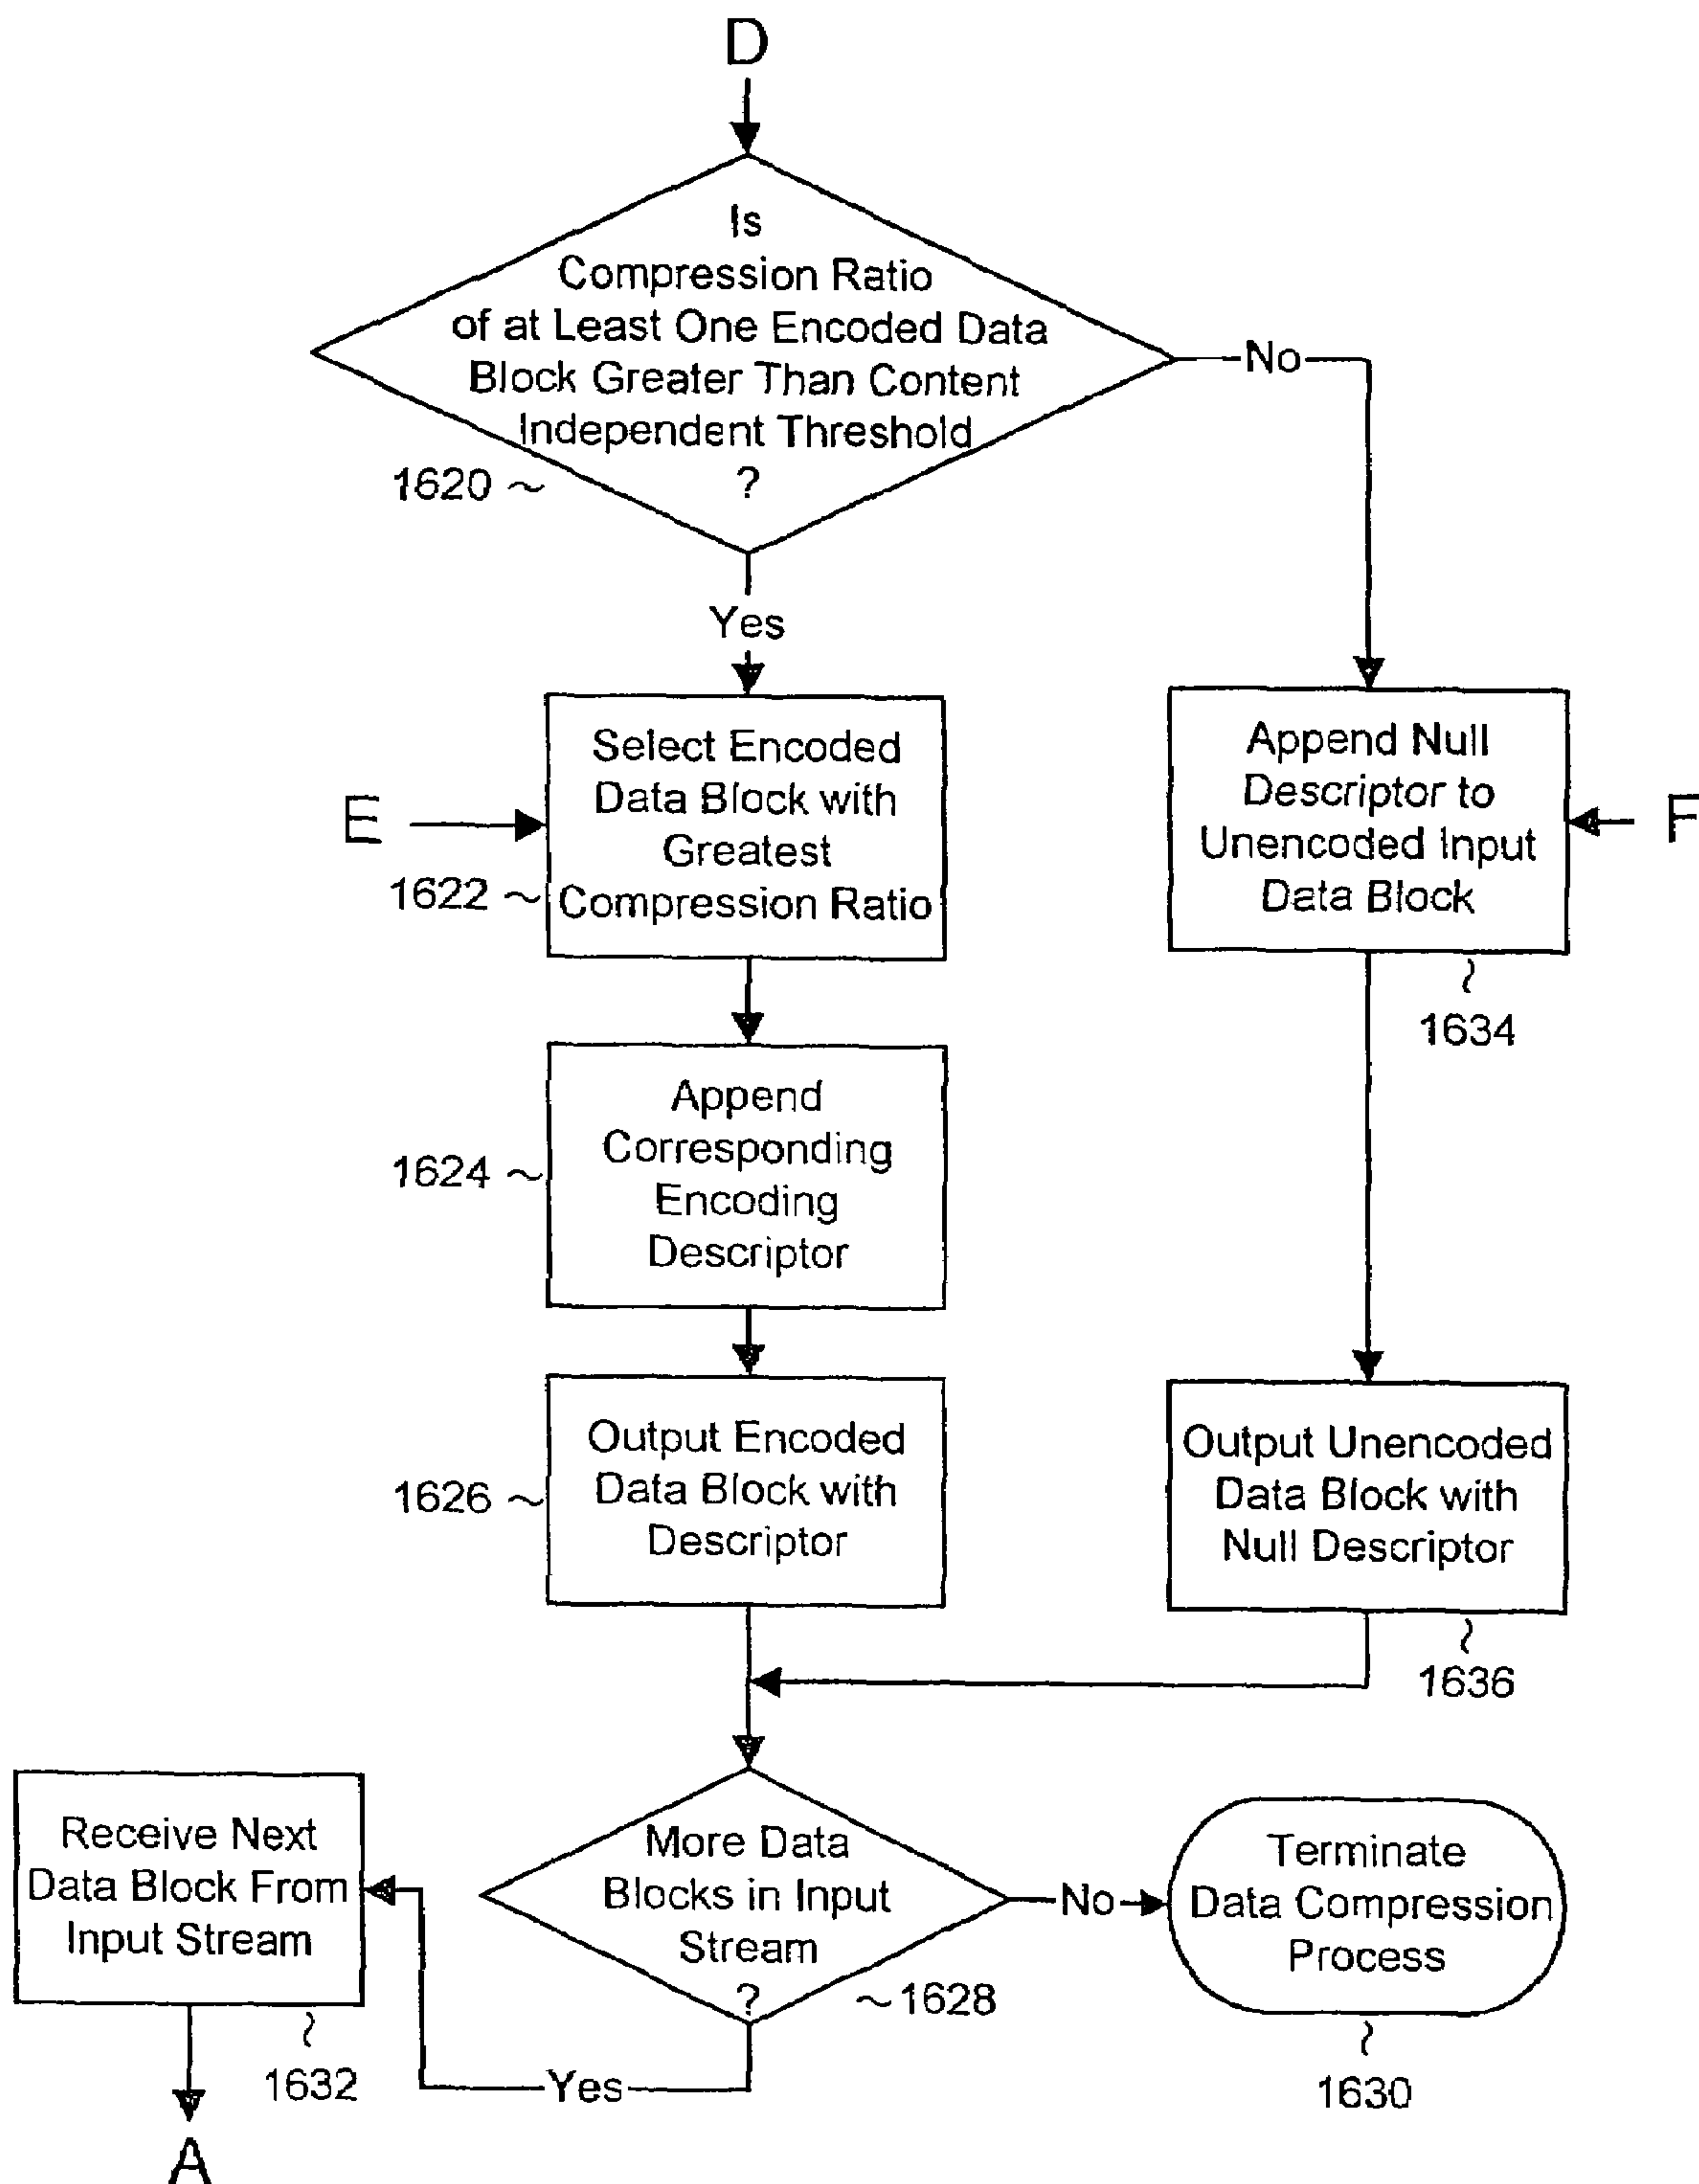 D
Is
Compression Ratio
of at Least One Encoded Data
Block Greater Than Content
Independent Threshold
?
1620 ~
No
Yes
Select Encoded
Data Block with
Greatest
Compression Ratio
E
1622 ~
Append Null
Descriptor to
Unencoded Input
Data Block
F
1634
Append
Corresponding
Encoding
Descriptor
1624 ~
Output Encoded
Data Block with
Descriptor
1626 ~
Output Unencoded
Data Block with
Null Descriptor
1636
More Data
Blocks in Input
Stream
?
~1628
No
Terminate
Data Compression
Process
1630
Yes
Receive Next
Data Block From
Input Stream
1632
A